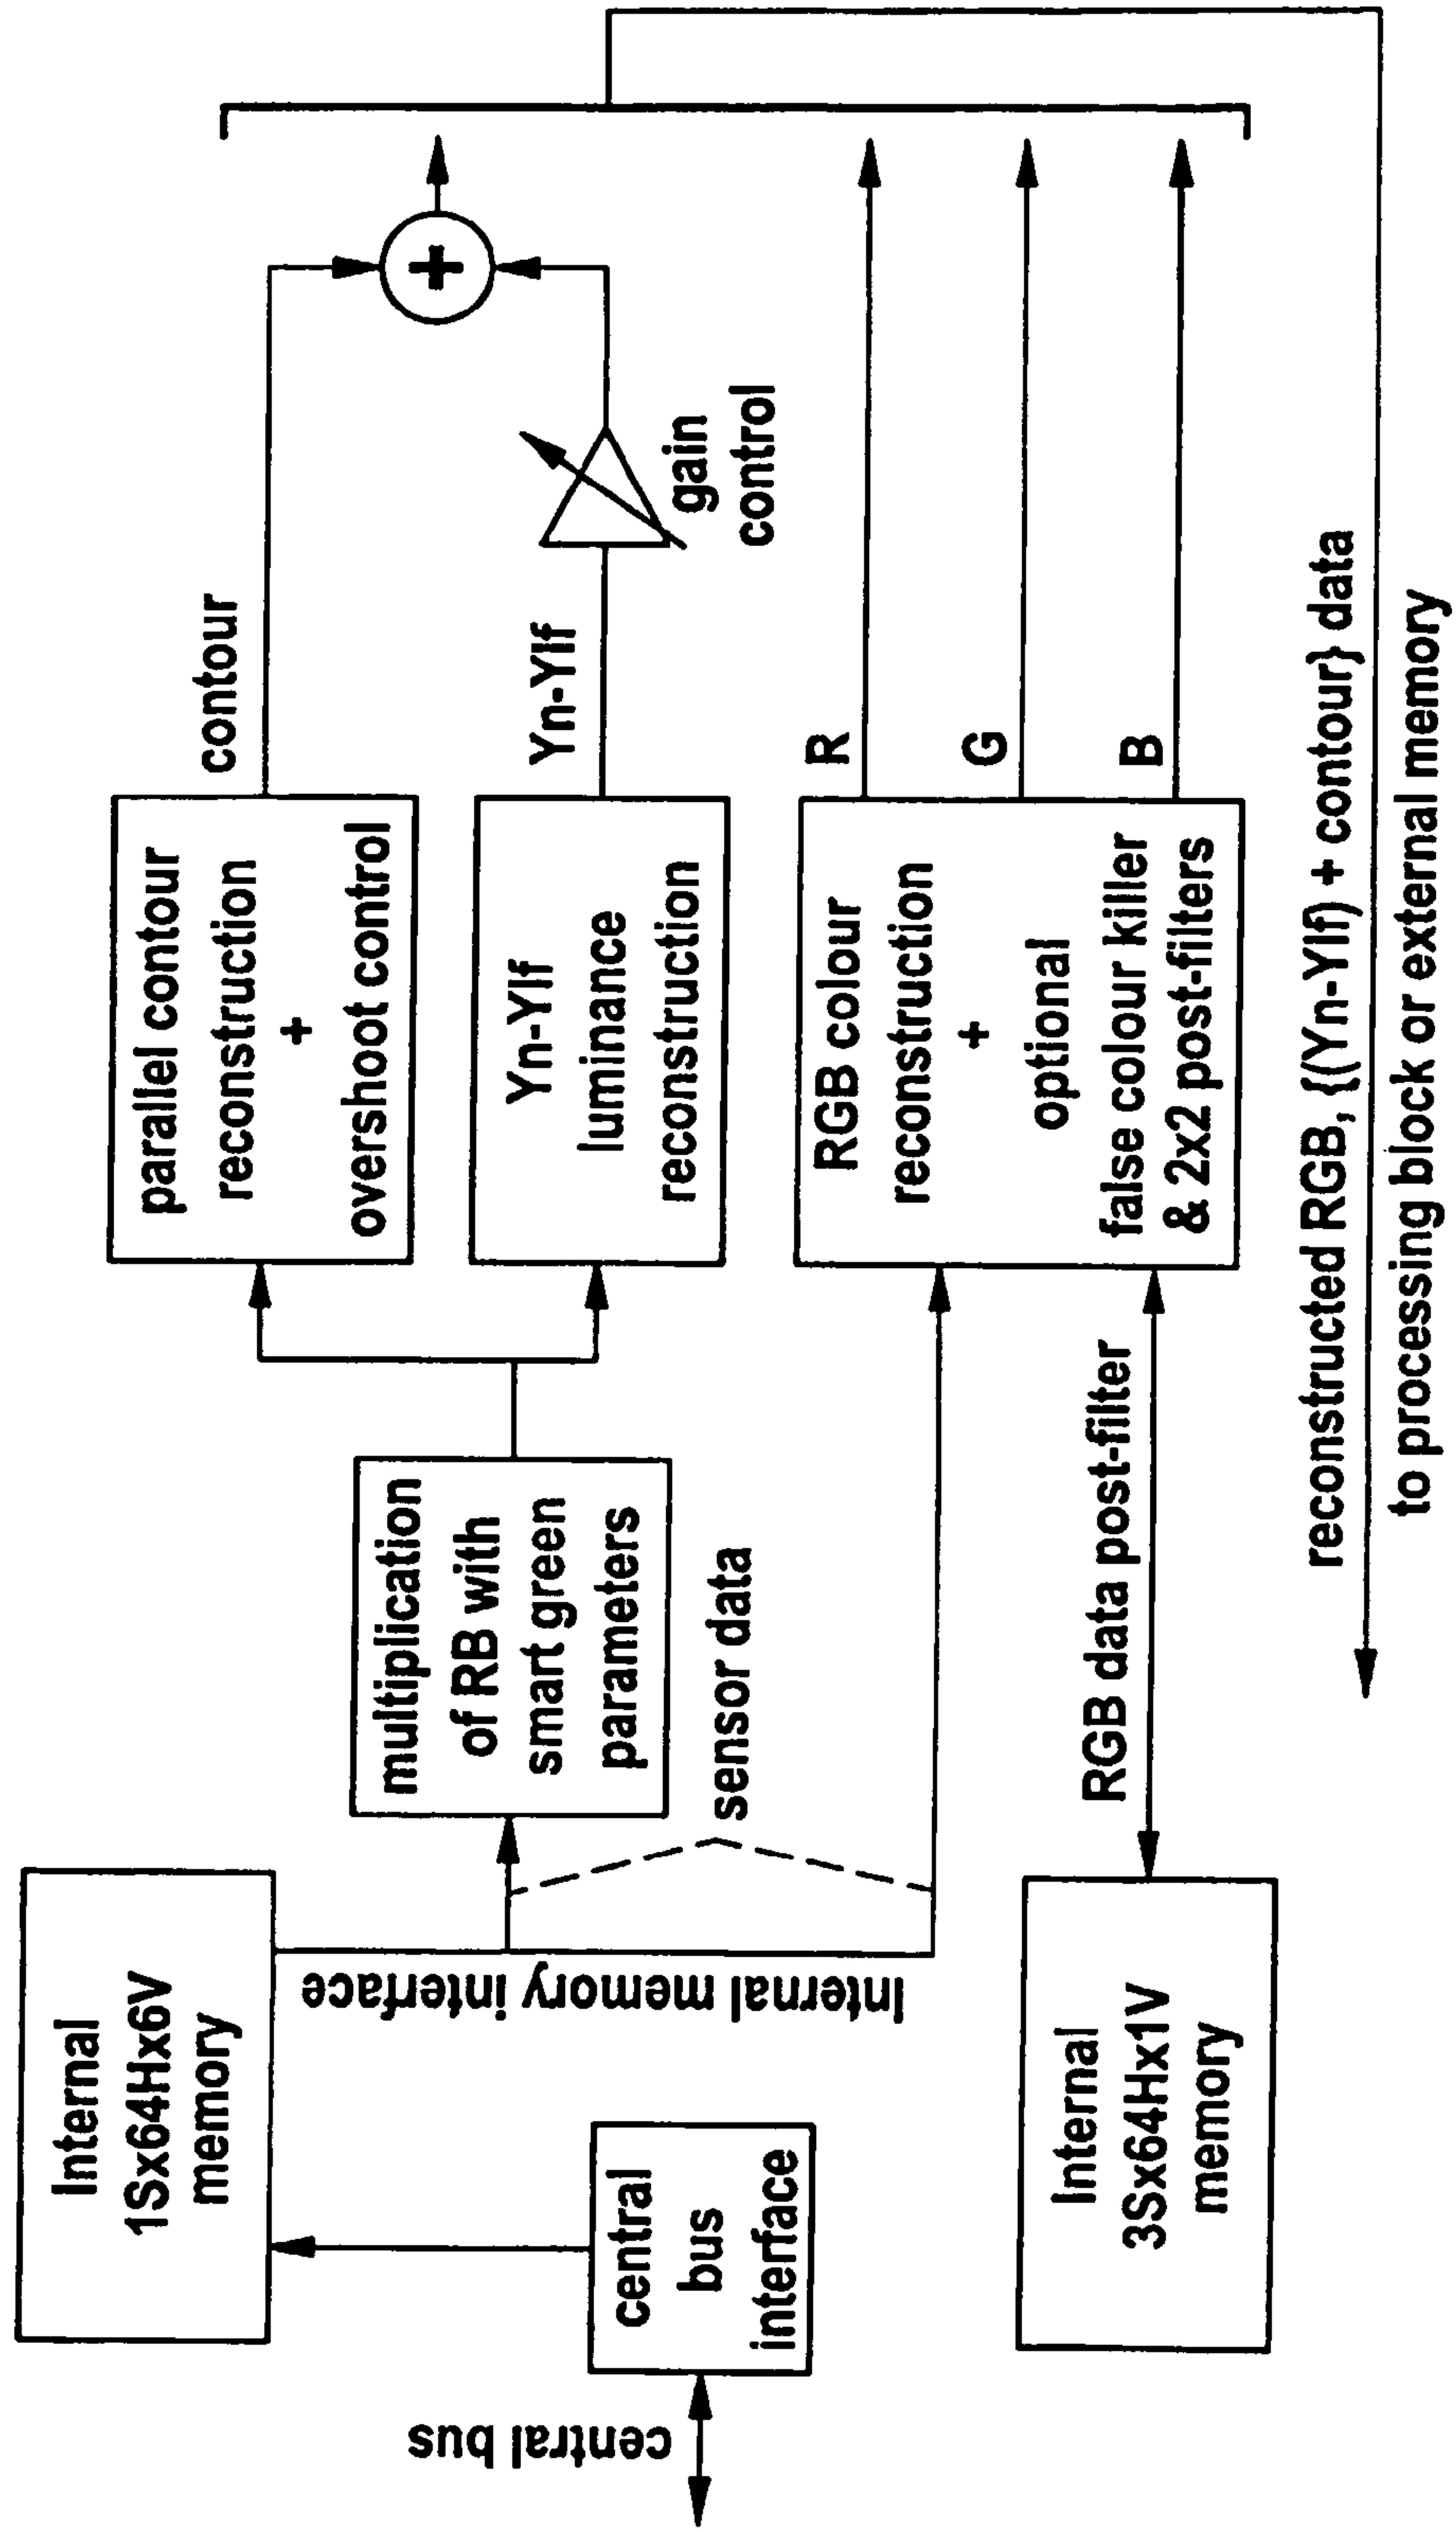 Internal
1Sx64Hx6V
memory
central
bus
interface
central bus
Internal memory interface
Internal
3Sx64Hx1V
memory
multiplication
of RB with
smart green
parameters
sensor data
RGB data post-filter
parallel contour
reconstruction
+
overshoot control
Yn-Ylf
luminance
reconstruction
RGB colour
reconstruction
+
optional
false colour killer
& 2x2 post-filters
contour
Yn-Ylf
R
G
B
gain
control
+
reconstructed RGB, {(Yn-Ylf) + contour} data
to processing block or external memory